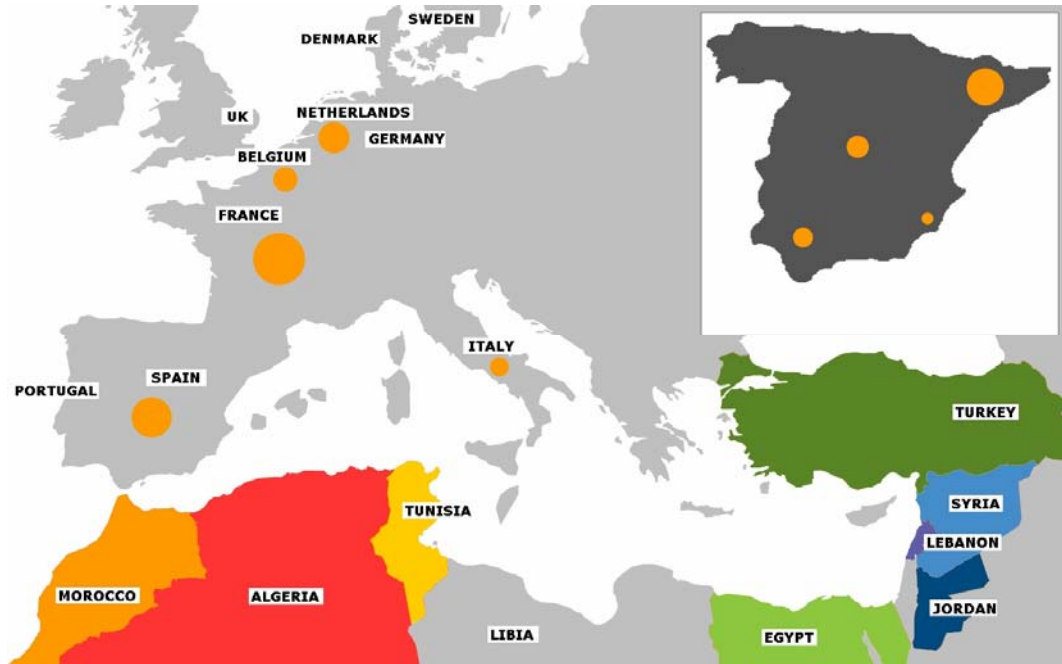 SWEDEN
DENMARK
NETHERLANDS
UK
GERMANY
BELGIUM
FRANCE
ITALY
SPAIN
PORTUGAL
TURKEY
SYRIA
TUNISIA
LEBANON
MOROCCO
ALGERIA
JORDAN
LIBIA
EGYPT